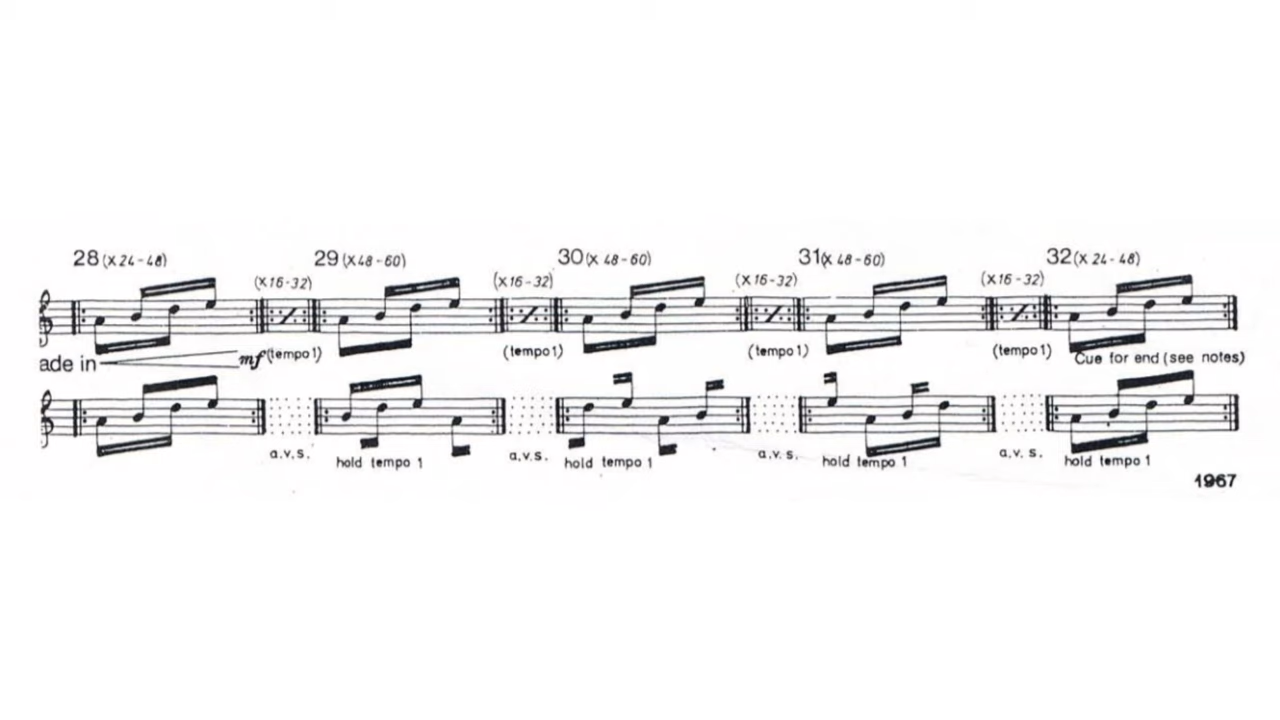 28 (x 24-48) 29 (x 48-60) 30 (x 48-60) 31 (x 48-60) 32 (x 24-48)
(x 16-32) (x 16-32) (x 16-32) (x 16-32)
ade in mf (tempo 1) (tempo 1) (tempo 1) (tempo 1) Cue for end (see notes)
a.v.s. hold tempo 1 a.v.s. hold tempo 1 a.v.s. hold tempo 1 a.v.s. hold tempo 1
1967